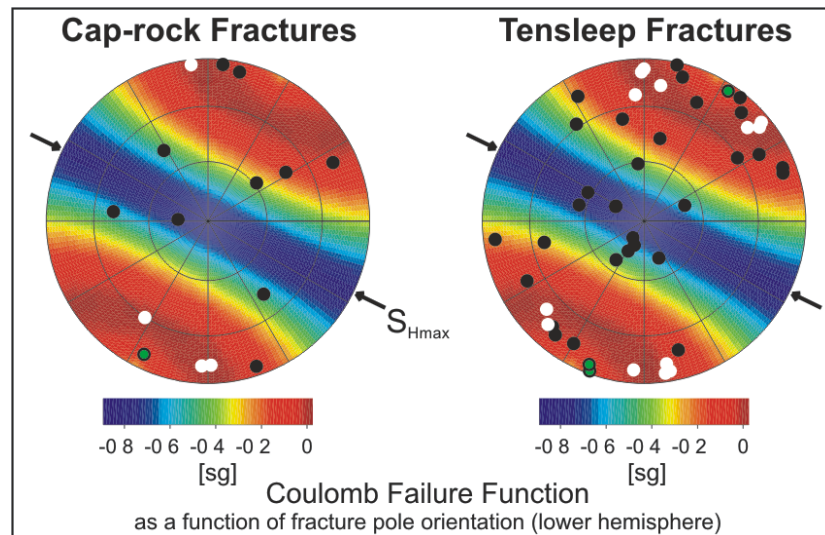 Cap-rock Fractures
Tensleep Fractures
S Hmax
-0 8 -0 6 -0 4 -0 2 0
[sg]
-0 8 -0 6 -0 4 -0 2 0
[sg]
Coulomb Failure Function
as a function of fracture pole orientation (lower hemisphere)